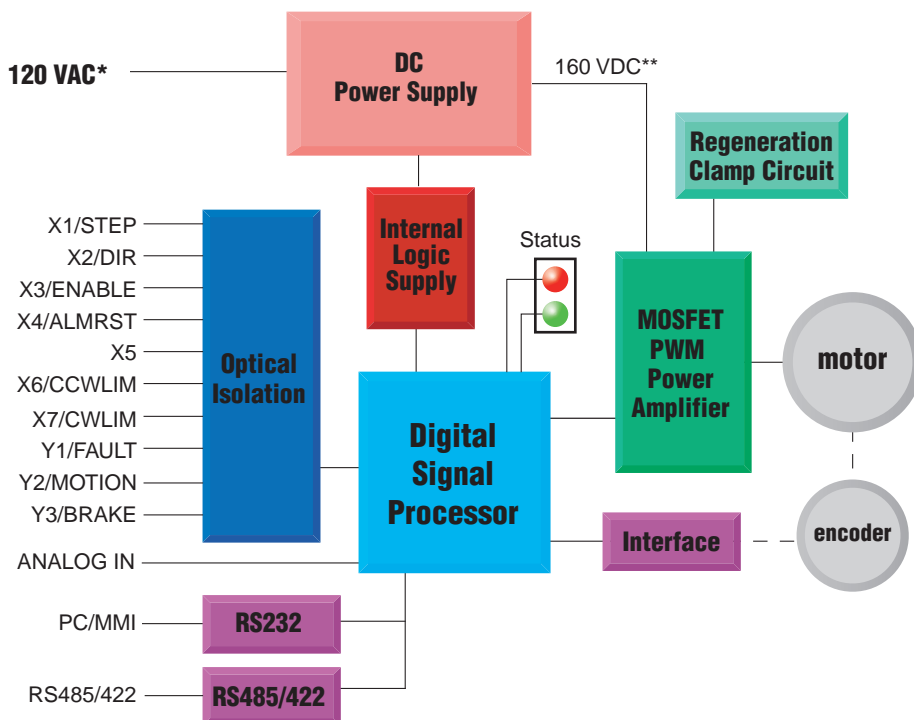 120 VAC*
DC
Power Supply
160 VDC**
Regeneration
Clamp Circuit
X1/STEP
X2/DIR
X3/ENABLE
X4/ALMRST
X5
X6/CCWLIM
X7/CWLIM
Y1/FAULT
Y2/MOTION
Y3/BRAKE
ANALOG IN
PC/MMI
RS485/422
Optical
Isolation
Internal
Logic
Supply
Status
MOSFET
PWM
Power
Amplifier
motor
Digital
Signal
Processor
Interface
encoder
RS232
RS485/422